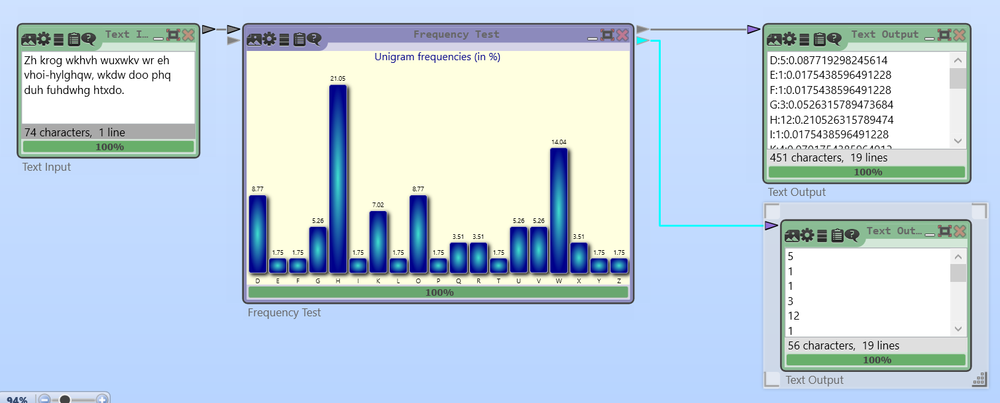 Text I...
Zh krog wkhvh wuxwkv wr eh
vhoi-hylghqw, wkdw doo phq
duh fuhdwhg htxdo.
74 characters,  1 line
100%
Text Input
Frequency Test
Unigram frequencies (in %)
8.77
1.75
1.75
5.26
21.05
1.75
7.02
1.75
8.77
1.75
3.51
3.51
1.75
5.26
5.26
14.04
3.51
1.75
1.75
D E F G H I K L O P Q R T U V W X Y Z
100%
Frequency Test
Text Output
D:5:0.087719298245614
E:1:0.0175438596491228
F:1:0.0175438596491228
G:3:0.0526315789473684
H:12:0.210526315789474
I:1:0.0175438596491228
451 characters,  19 lines
100%
Text Output
Text Out...
5
1
1
3
12
1
56 characters,  19 lines
100%
Text Output
94%